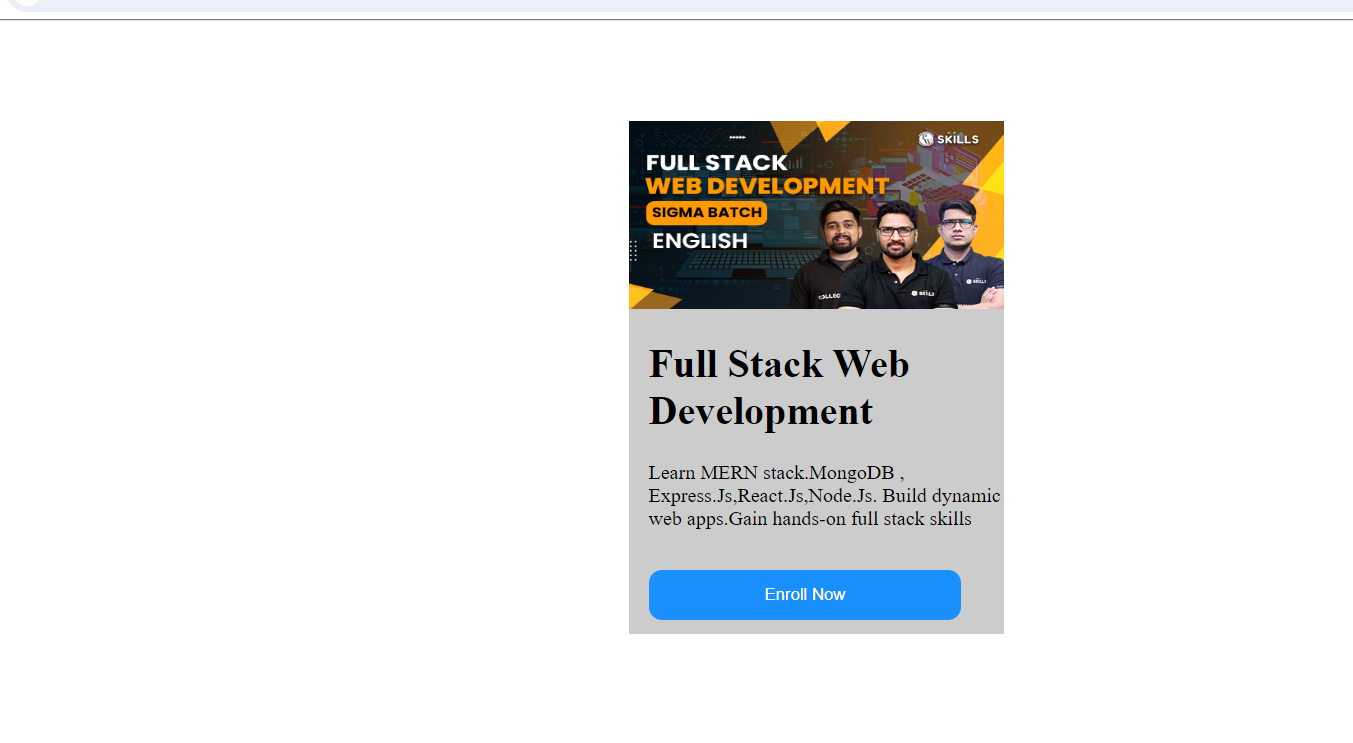 SKILLS
FULL STACK
WEB DEVELOPMENT
SIGMA BATCH
ENGLISH
COLLEG
SKILLS
SKILLS
Full Stack Web
Development
Learn MERN stack.MongoDB ,
Express.Js,React.Js,Node.Js. Build dynamic
web apps.Gain hands-on full stack skills
Enroll Now